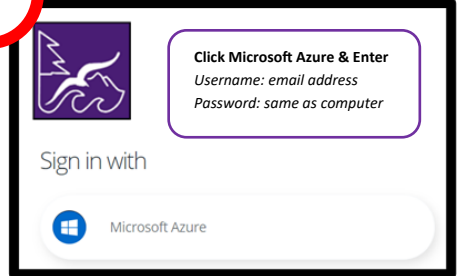 Click Microsoft Azure & Enter
Username: email address
Password: same as computer
Sign in with
Microsoft Azure